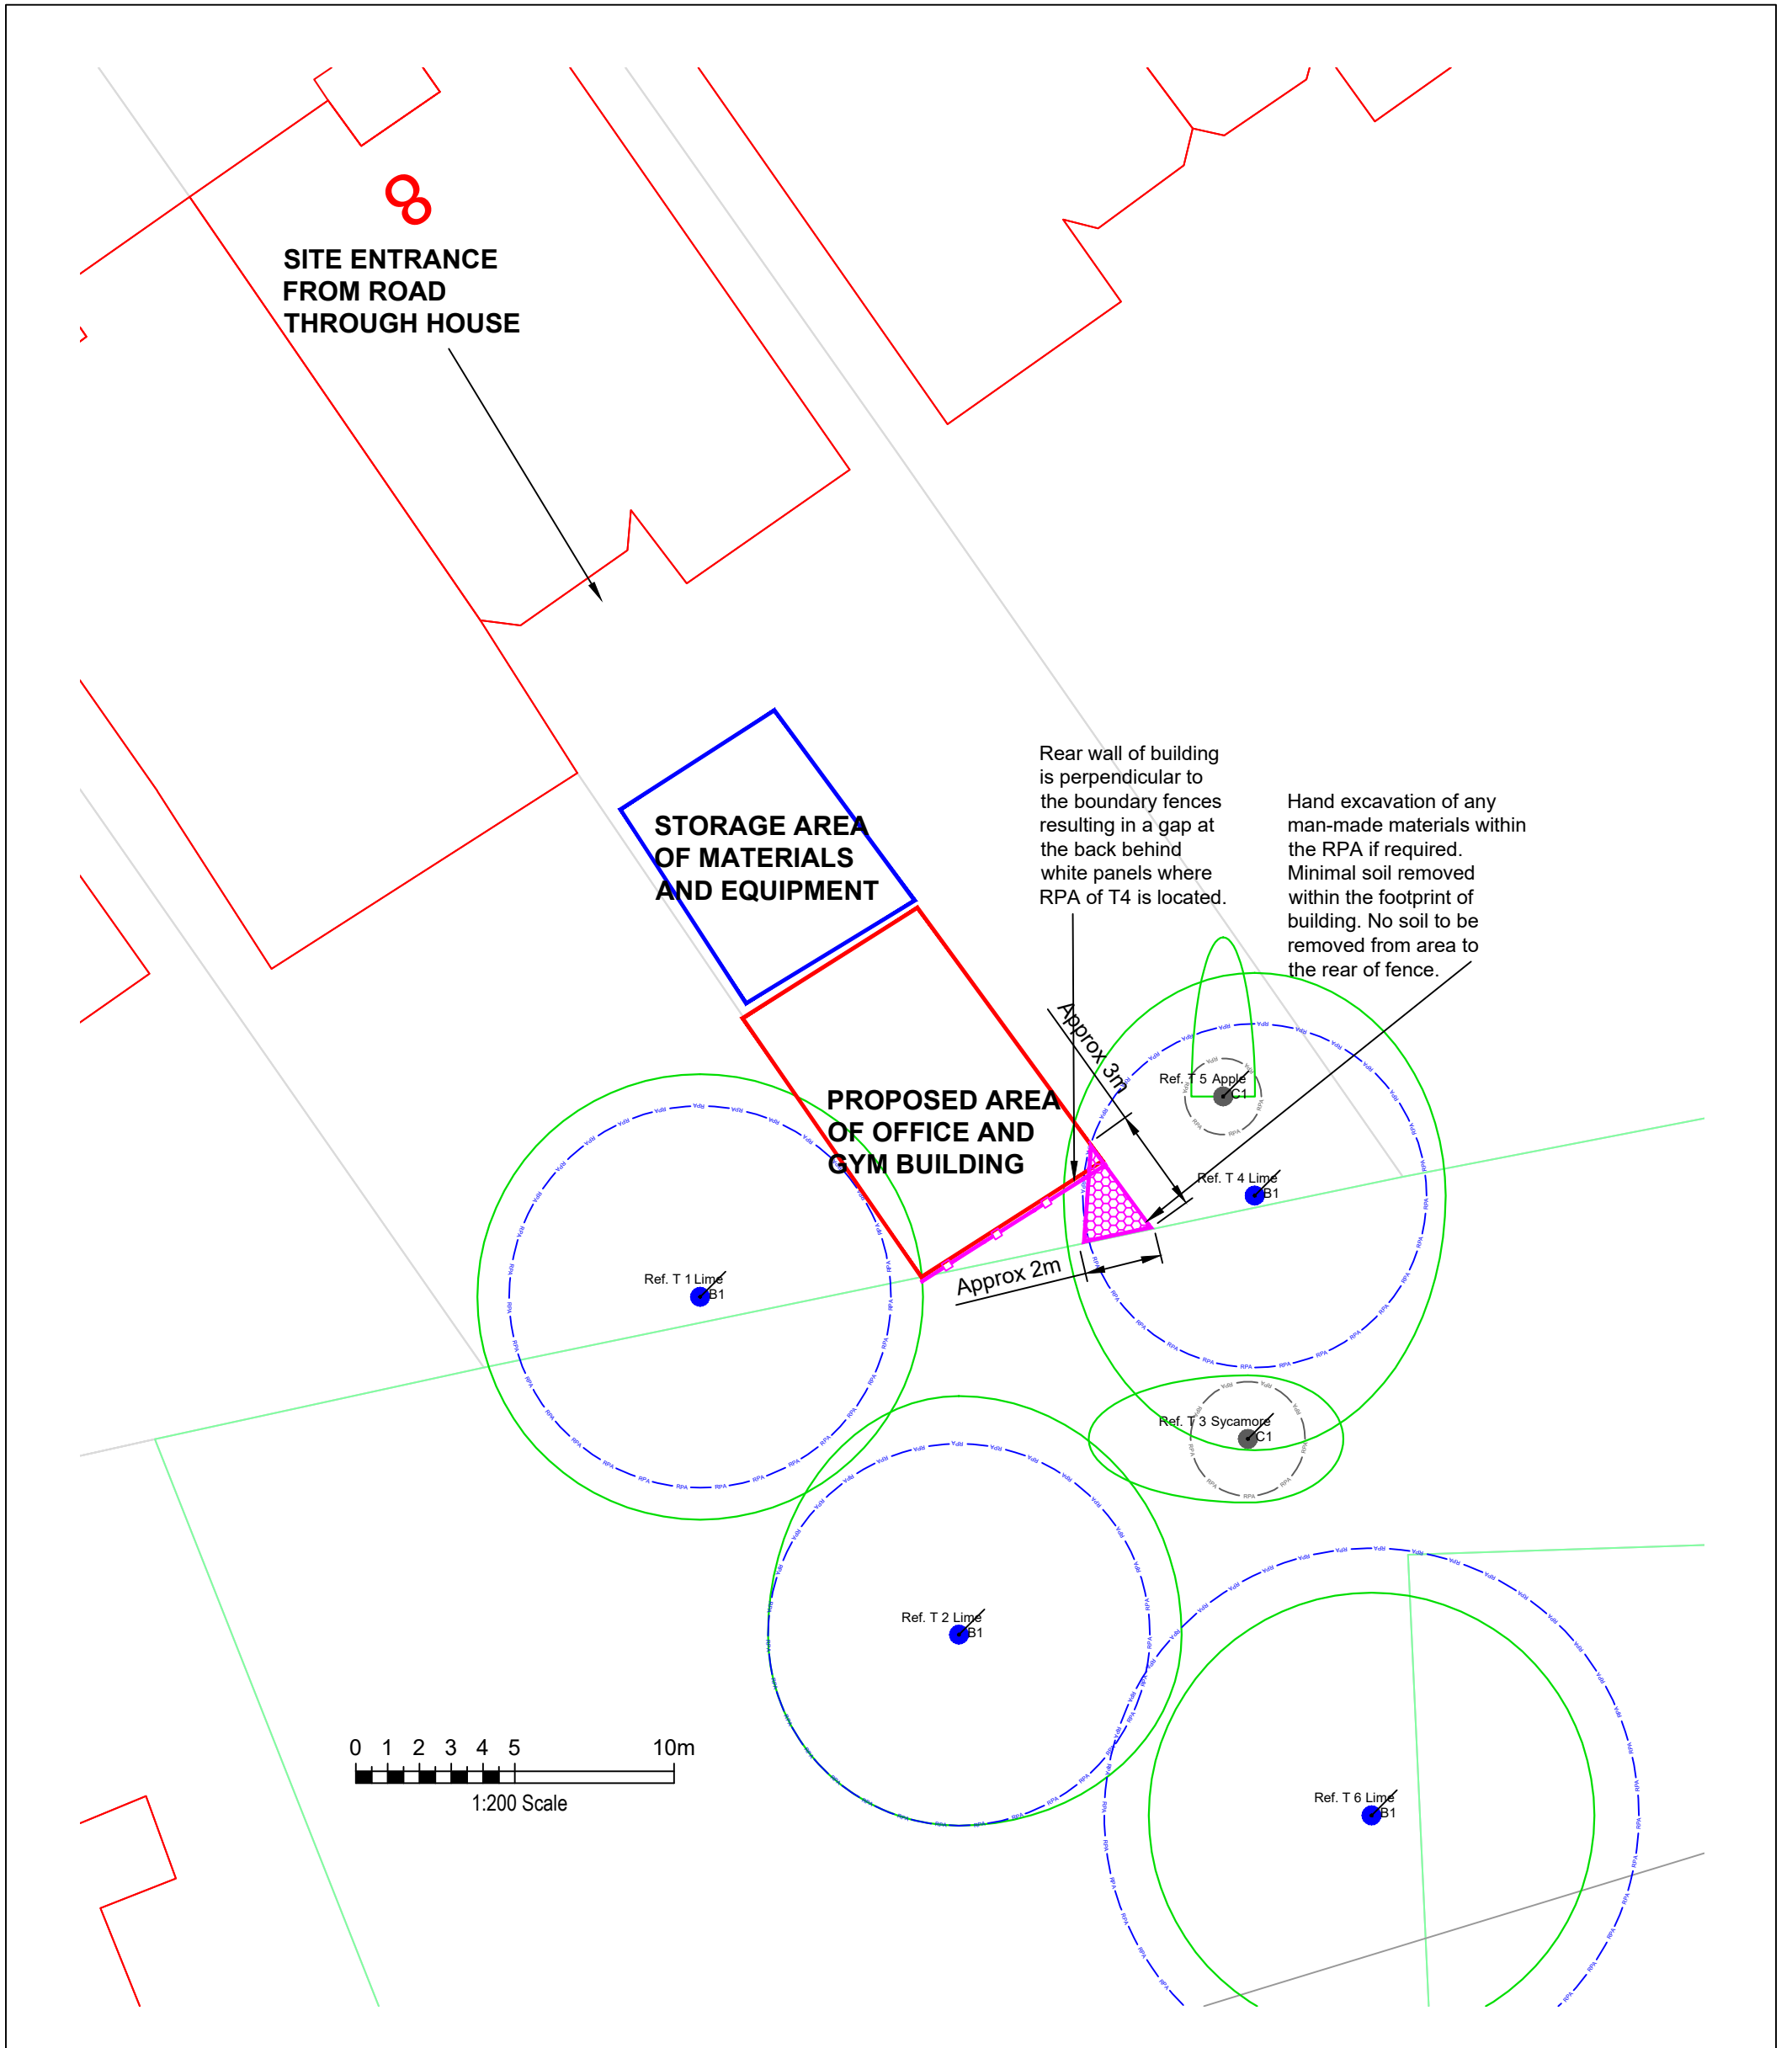 8
SITE ENTRANCE
FROM ROAD
THROUGH HOUSE
STORAGE AREA
OF MATERIALS
AND EQUIPMENT
Rear wall of building
is perpendicular to
the boundary fences
resulting in a gap at
the back behind
white panels where
RPA of T4 is located.
Hand excavation of any
man-made materials within
the RPA if required.
Minimal soil removed
within the footprint of
building. No soil to be
removed from area to
the rear of fence.
Approx 3m
PROPOSED AREA
OF OFFICE AND
GYM BUILDING
Ref. T 5 Apple
C1
Ref. T 4 Lime
B1
Approx 2m
Ref. T 1 Lime
B1
Ref. T 3 Sycamore
C1
Ref. T 2 Lime
B1
Ref. T 6 Lime
B1
0 1 2 3 4 5 10m
1:200 Scale
RPA